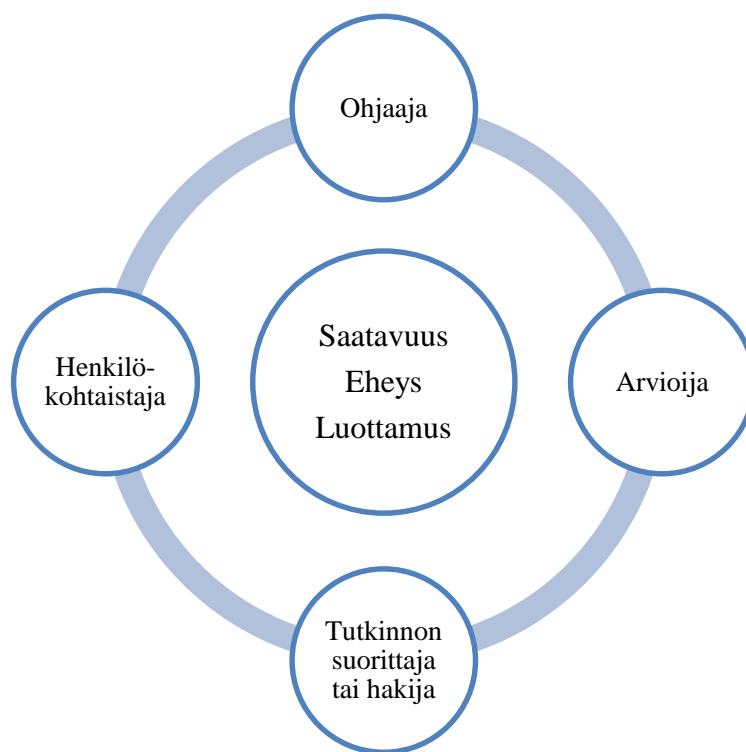 Ohjaaja
Henkilö-
kohtaistaja
Saatavuus
Eheys
Luottamus
Arvioija
Tutkinnon
suorittaja
tai hakija